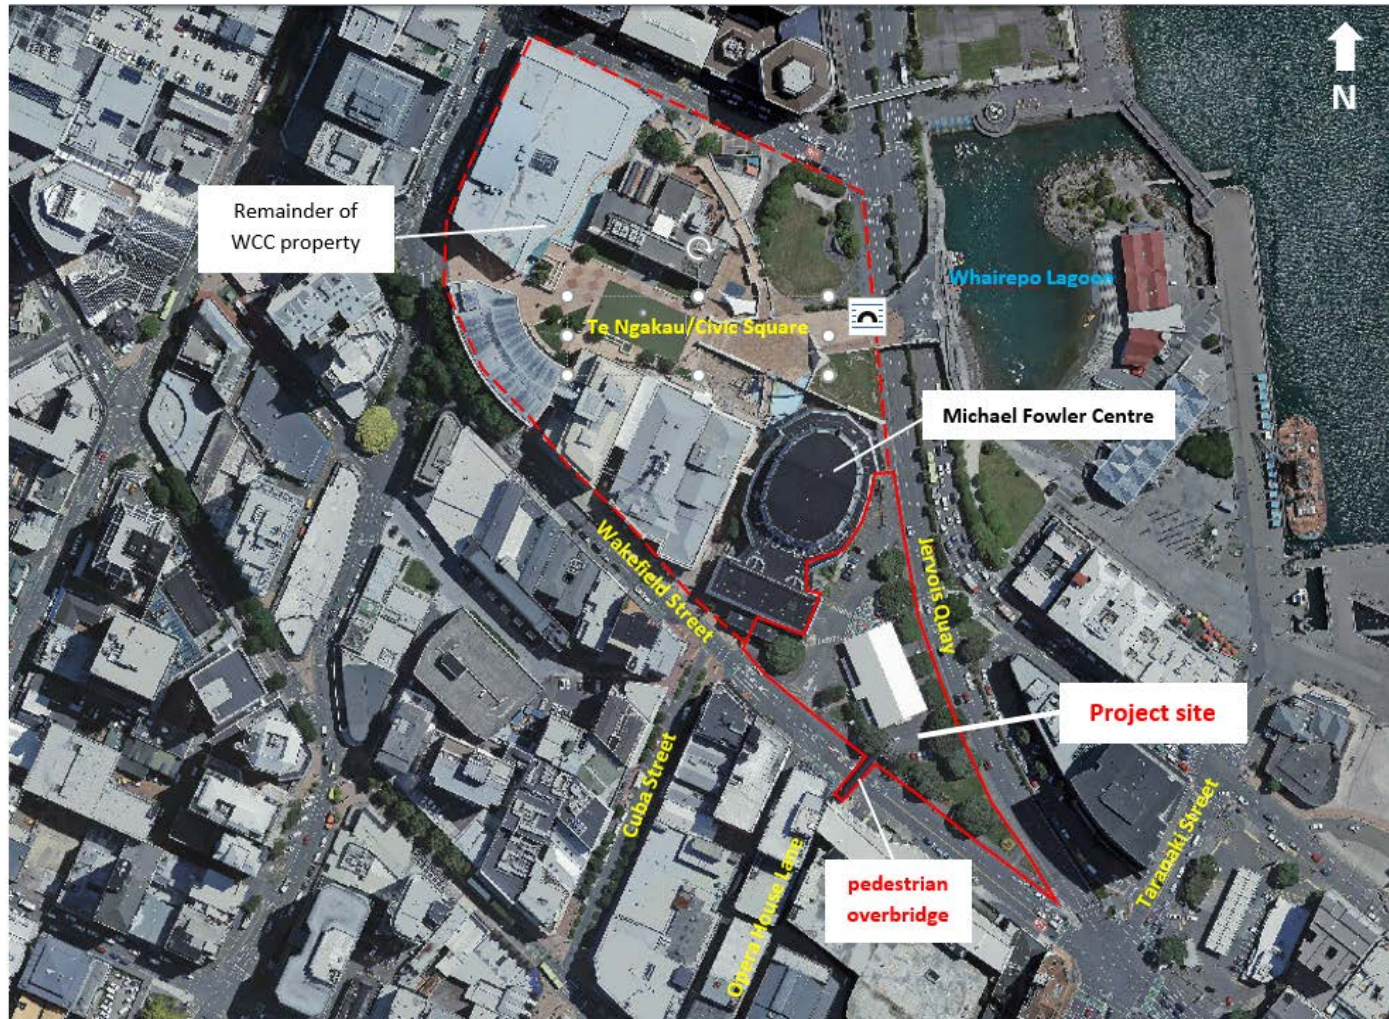 N
Remainder of
WCC property
Whairepo Lagoon
Te Ngakau/Civic Square
Michael Fowler Centre
Wakefield Street
Jervois Quay
Project site
Cuba Street
Taranaki Street
pedestrian
overbridge
Opera House Lane